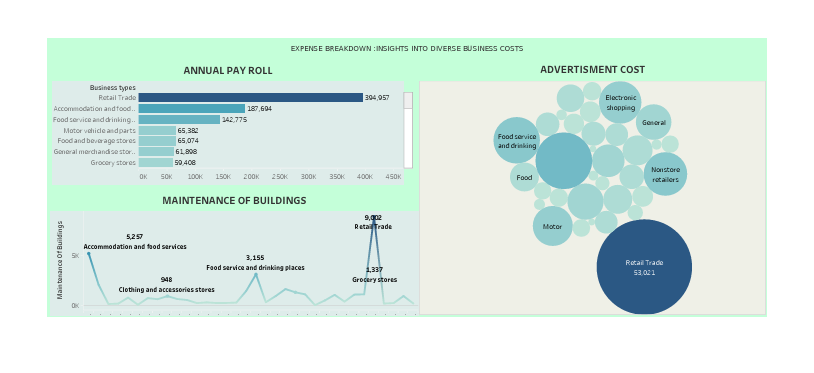 EXPENSE BREAKDOWN :INSIGHTS INTO DIVERSE BUSINESS COSTS
ANNUAL PAY ROLL
Business types
Retail Trade 394,957
Accommodation and food .. 187,694
Food service and drinking .. 142,775
Motor vehicle and parts 65,382
Food and beverage stores 65,074
General merchandise stor.. 61,898
Grocery stores 59,408
0K 50K 100K 150K 200K 250K 300K 350K 400K 450K
MAINTENANCE OF BUILDINGS
Maintenance Of Buildings
5K
0K
5,257
Accommodation and food services
948
Clothing and accessories stores
3,155
Food service and drinking places
9,002
Retail Trade
1,337
Grocery stores
ADVERTISMENT COST
Electronic
shopping
General
Food service
and drinking
Food
Nonstore
retailers
Motor
Retail Trade
53,021